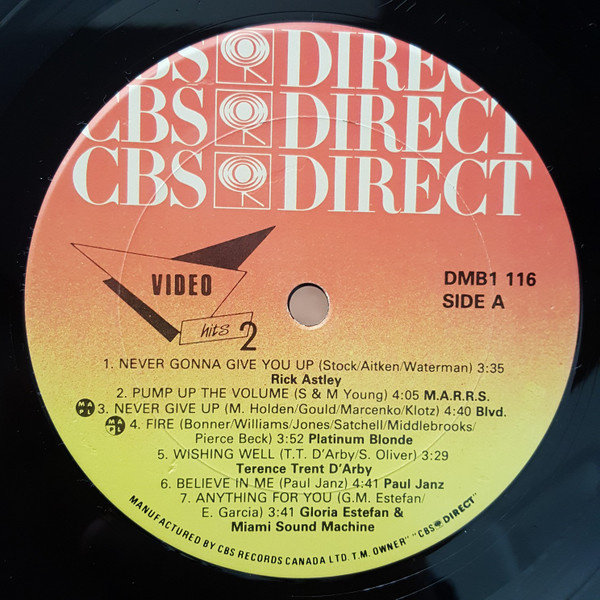 CBS DIRECT
CBS DIRECT
CBS DIRECT
VIDEO
hits 2
DMB1 116
SIDE A
1. NEVER GONNA GIVE YOU UP (Stock/Aitken/Waterman) 3:35
Rick Astley
2. PUMP UP THE VOLUME (S & M Young) 4:05 M.A.R.R.S.
MAPL 3. NEVER GIVE UP (M. Holden/Gould/Marcenko/Klotz) 4:40 Blvd.
MAPL 4. FIRE (Bonner/Williams/Jones/Satchell/Middlebrooks/
Pierce Beck) 3:52 Platinum Blonde
5. WISHING WELL (T.T. D'Arby/S. Oliver) 3:29
Terence Trent D'Arby
6. BELIEVE IN ME (Paul Janz) 4:41 Paul Janz
7. ANYTHING FOR YOU (G.M. Estefan/
E. Garcia) 3:41 Gloria Estefan &
Miami Sound Machine
MANUFACTURED BY CBS RECORDS CANADA LTD. T.M. OWNER" "CBS DIRECT"